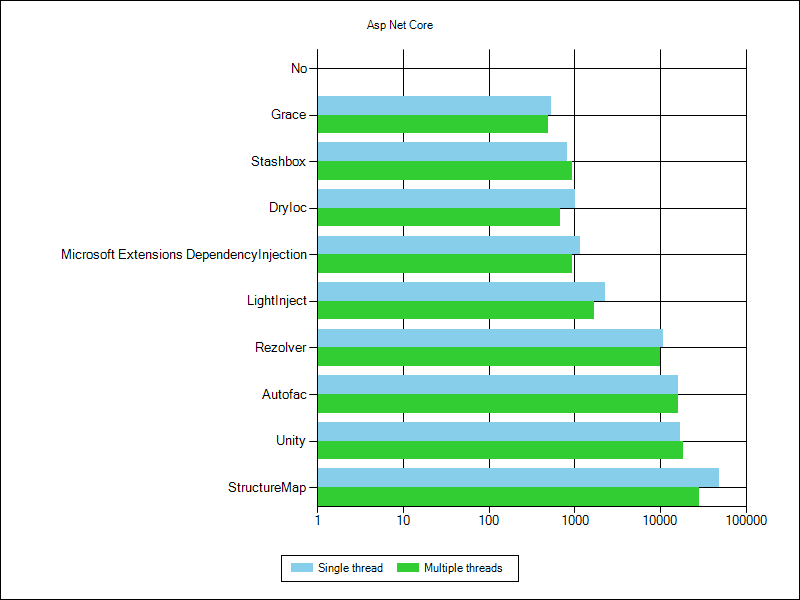 Asp Net Core
No
Grace
Stashbox
DryIoc
Microsoft Extensions DependencyInjection
LightInject
Rezolver
Autofac
Unity
StructureMap
1 10 100 1000 10000 100000
Single thread Multiple threads